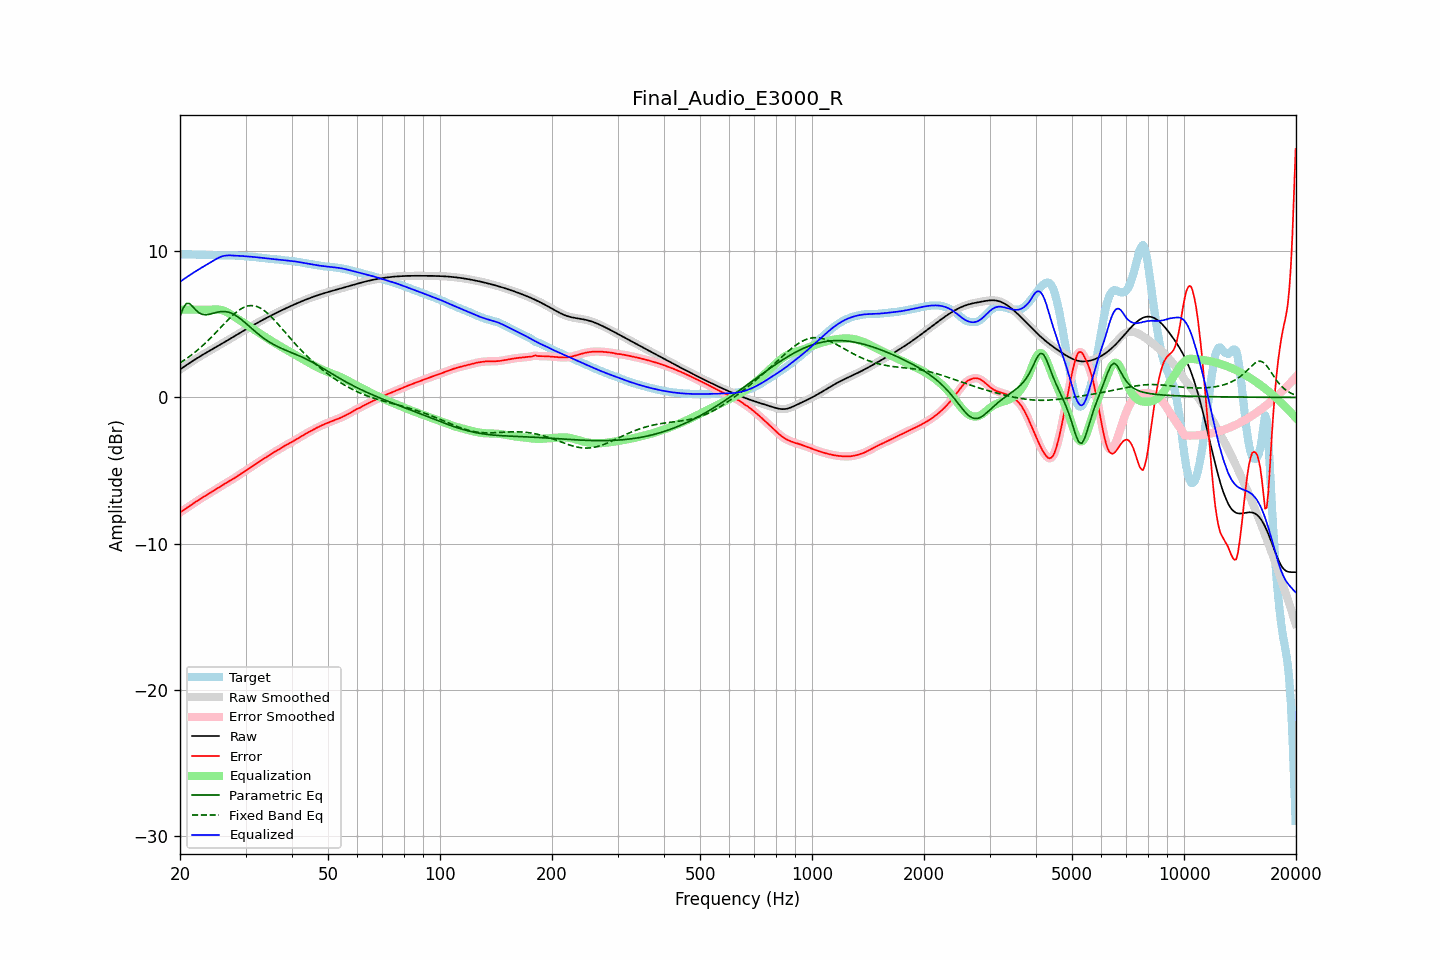 Final_Audio_E3000_R
Amplitude (dBr)
10
0
−10
−20
−30
Target
Raw Smoothed
Error Smoothed
Raw
Error
Equalization
Parametric Eq
Fixed Band Eq
Equalized
20 50 100 200 500 1000 2000 5000 10000 20000
Frequency (Hz)